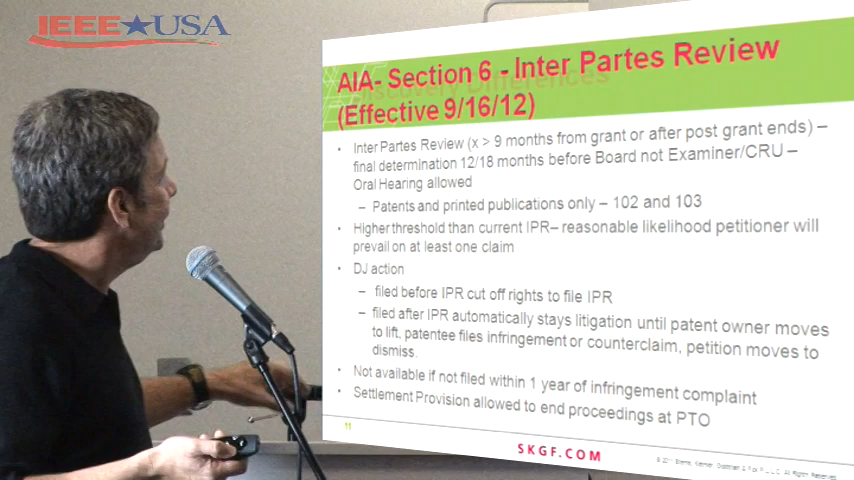 IEEE★USA
AIA- Section 6 - Inter Partes Review
(Effective 9/16/12)
• Inter Partes Review (x > 9 months from grant or after post grant ends) –
final determination 12/18 months before Board not Examiner/CRU –
Oral Hearing allowed
– Patents and printed publications only – 102 and 103
• Higher threshold than current IPR– reasonable likelihood petitioner will
prevail on at least one claim
• DJ action
– filed before IPR cut off rights to file IPR
– filed after IPR automatically stays litigation until patent owner moves
to lift, patentee files infringement or counterclaim, petition moves to
dismiss.
• Not available if not filed within 1 year of infringement complaint
• Settlement Provision allowed to end proceedings at PTO
11
SKGF.COM